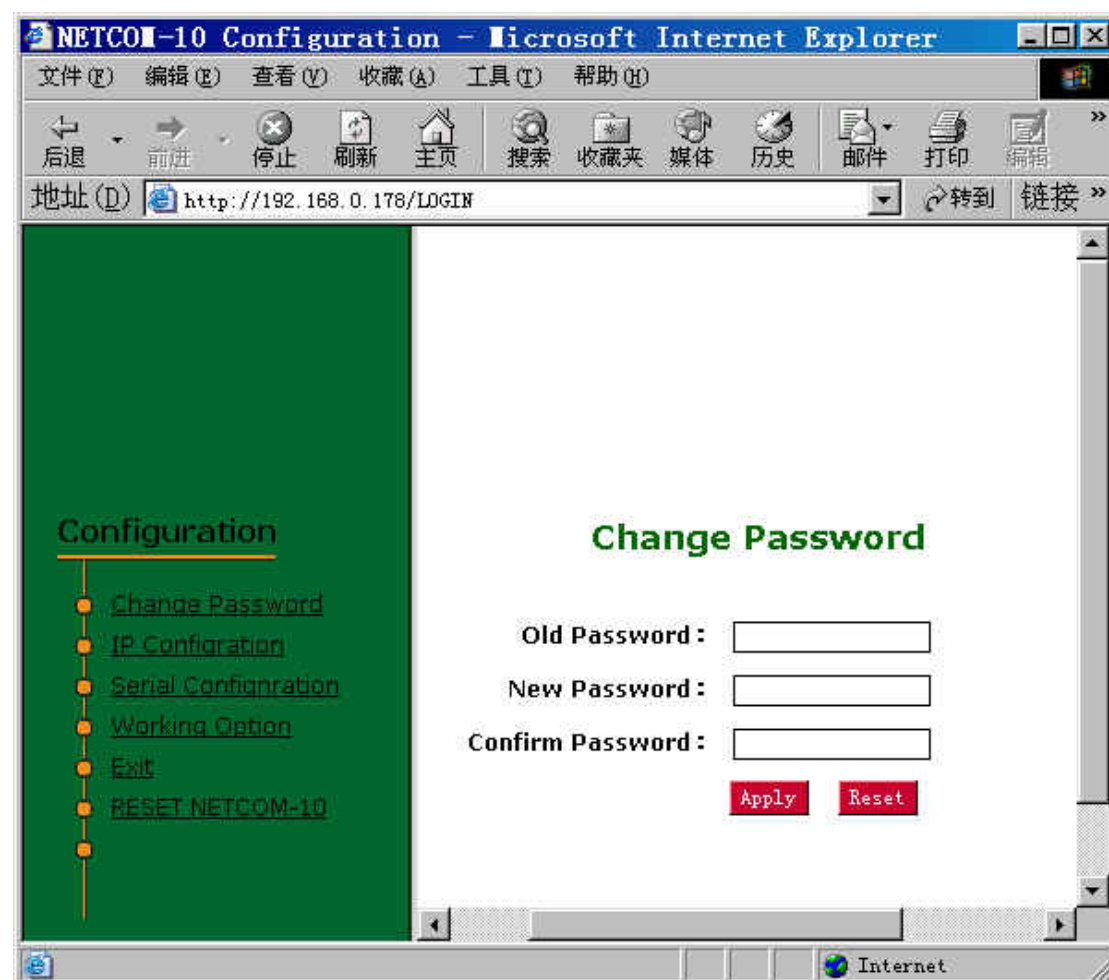 NETCOM-10 Configuration - Microsoft Internet Explorer
文件(F) 编辑(E) 查看(V) 收藏(A) 工具(T) 帮助(H)
后退 前进 停止 刷新 主页 搜索 收藏夹 媒体 历史 邮件 打印 编辑 »
地址(D) http://192.168.0.178/LOGIN 转到 链接 »
Configuration
Change Password
IP Configration
Serial Confignration
Working Option
Exit
RESET NETCOM-10
Change Password
Old Password:
New Password:
Confirm Password:
Apply Reset
Internet